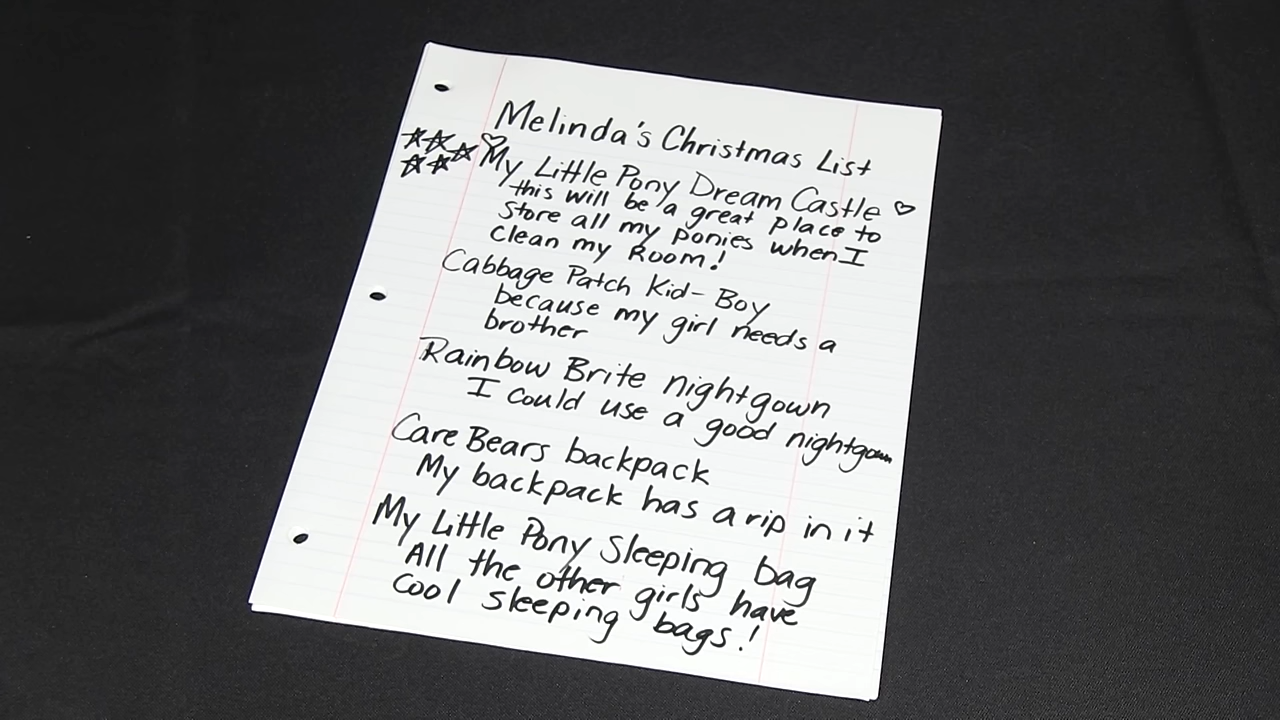 Melinda's Christmas List
My Little Pony Dream Castle
this will be a great place to
store all my ponies when I
clean my Room!
Cabbage Patch Kid- Boy
because my girl needs a
brother
Rainbow Brite nightgown
I could use a good nightgown
Care Bears backpack
My backpack has a rip in it
My Little Pony Sleeping bag
All the other girls have
cool sleeping bags!